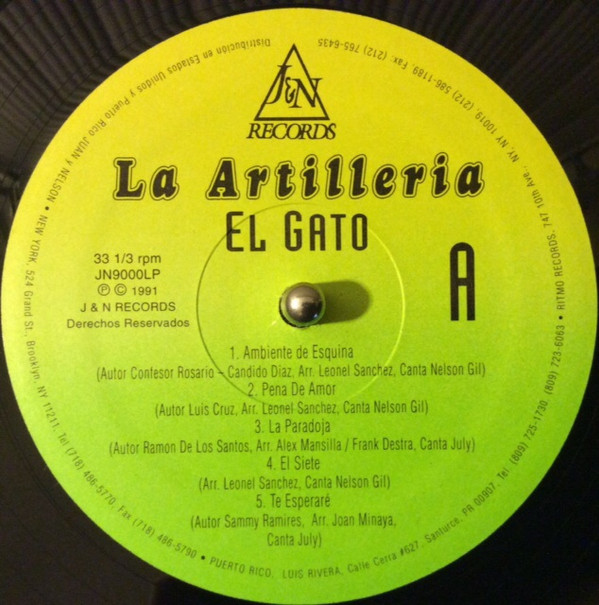 J&N
RECORDS
La Artilleria
EL GATO
A
33 1/3 rpm
JN9000LP
Ⓟ © 1991
J & N RECORDS
Derechos Reservados
1. Ambiente de Esquina
(Autor Contesor Rosario – Candido Diaz, Arr. Leonel Sanchez, Canta Nelson Gil)
2. Pena De Amor
(Autor Luis Cruz, Arr. Leonel Sanchez, Canta Nelson Gil)
3. La Paradoja
(Autor Ramon De Los Santos, Arr. Alex Mansilla / Frank Destra, Canta July)
4. El Siete
(Arr. Leonel Sanchez, Canta Nelson Gil)
5. Te Esperaré
(Autor Sammy Ramires, Arr. Joan Minaya,
Canta July)
Distribución en Estados Unidos y Puerto Rico JUAN y NELSON • NEW YORK 524 Grand St., Brooklyn, NY 11211, Tel (718) 486-5770, Fax (718) 486-5790 • PUERTO RICO, LUIS RIVERA, Calle Cerra #627, Santurce, PR 00907, Tel. (809) 725-1730, (809) 723-6063 • RITMO RECORDS, 747 10th Ave., NY, NY 10019, (212) 586-1189, Fax: (212) 765-6435